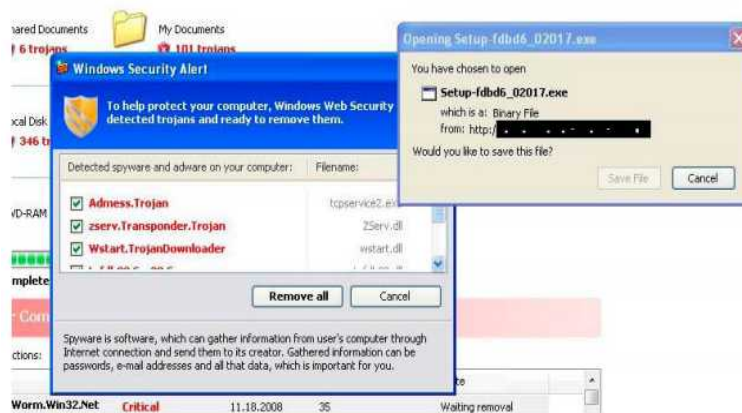 hared Documents
My Documents
6 trojans
101 trojans
Opening Setup-fdbd6_02017.exe
Windows Security Alert
You have chosen to open
Setup-fdbd6_02017.exe
To help protect your computer, Windows Web Security
detected trojans and ready to remove
them.
which is a: Binary File
from: http:/
ocal Disk
346 tr
Would you like to save this file?
Detected spyware and adware on your computer:
Filename:
Save File
Cancel
Admess.Trojan
tcpservice2.ex
VD-RAM
zserv.Transponder.Trojan
ZServ.dll
Wstart.TrojanDownloader
wstart.dll
mplete
Remove all
Cancel
Com
Spyware is software, which can gather information from user's computer through
Internet connection and send them to its creator. Gathered information can be
passwords, e-mail addresses and all that data, which is important for you.
ctions:
te
Worm.Win32.Net
Critical
11.18.2008
35
Waiting removal